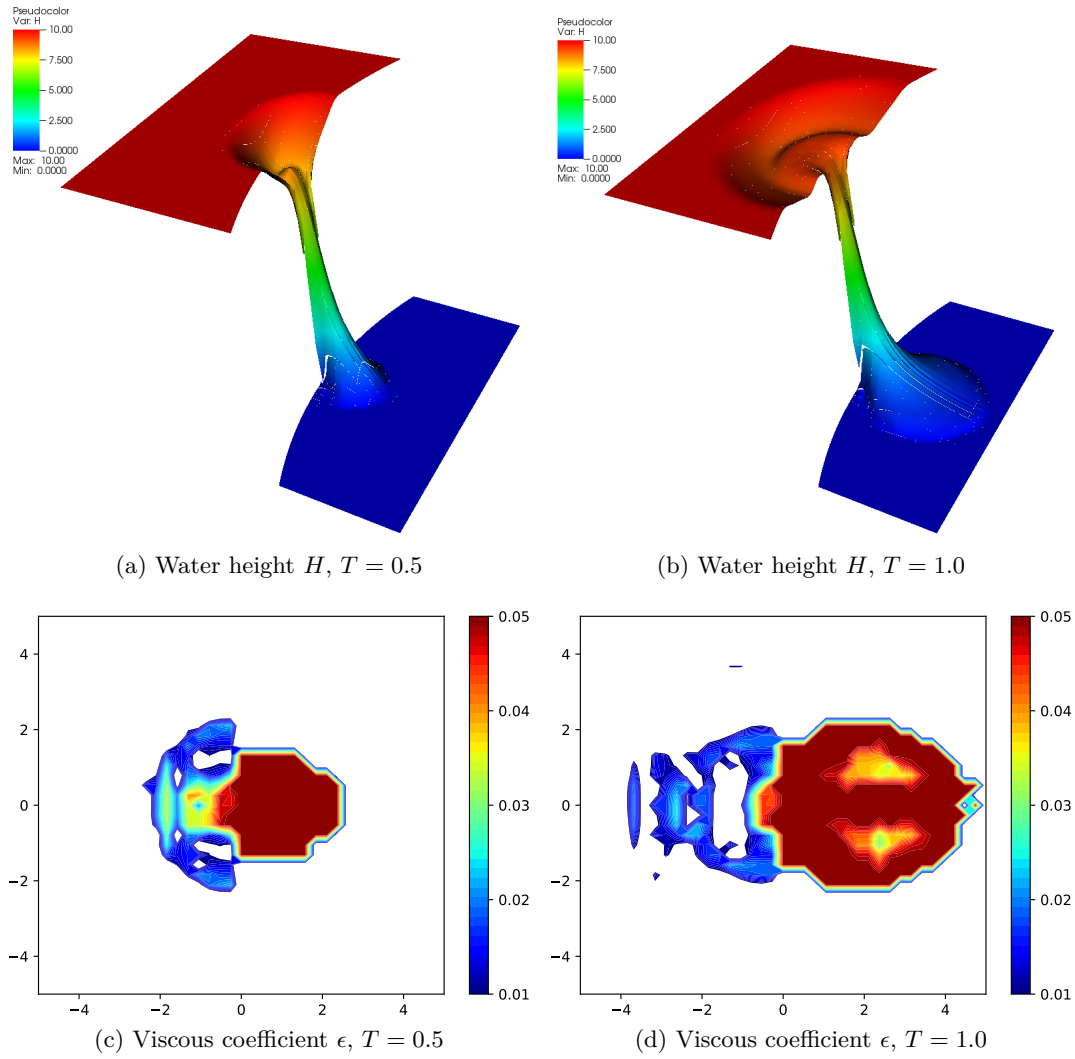 Pseudocolor
Var: H
10.00
7.500
5.000
2.500
0.0000
Max: 10.00
Min: 0.0000
Pseudocolor
Var: H
10.00
7.500
5.000
2.500
0.0000
Max: 10.00
Min: 0.0000
(a) Water height H, T = 0.5
(b) Water height H, T = 1.0
4
2
0
−2
−4
−4 −2 0 2 4
0.05
0.04
0.03
0.02
0.01
4
2
0
−2
−4
−4 −2 0 2 4
0.05
0.04
0.03
0.02
0.01
(c) Viscous coefficient ϵ, T = 0.5
(d) Viscous coefficient ϵ, T = 1.0